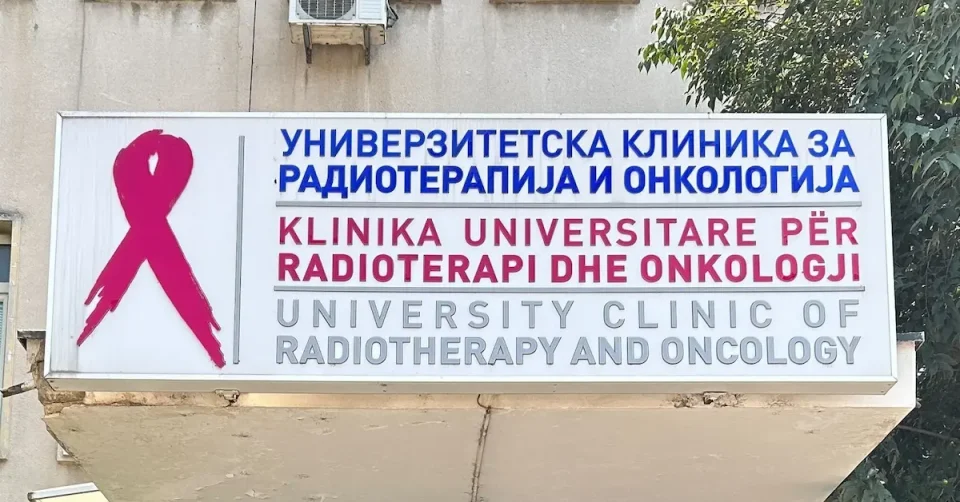 УНИВЕРЗИТЕТСКА КЛИНИКА ЗА
РАДИОТЕРАПИЈА И ОНКОЛОГИЈА
KLINIKA UNIVERSITARE PËR
RADIOTERAPI DHE ONKOLOGJI
UNIVERSITY CLINIC OF
RADIOTHERAPY AND ONCOLOGY